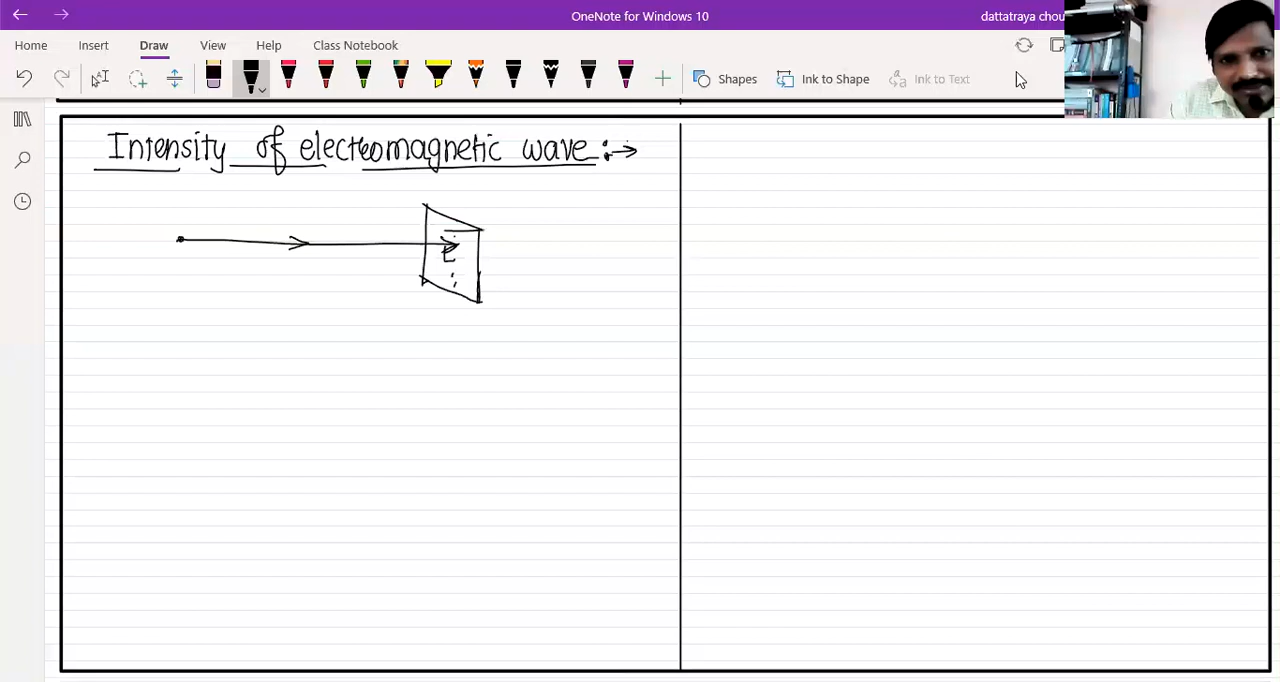 OneNote for Windows 10
dattatraya chou
Home Insert Draw View Help Class Notebook
Shapes Ink to Shape Ink to Text
Intensity of electromagnetic wave :→